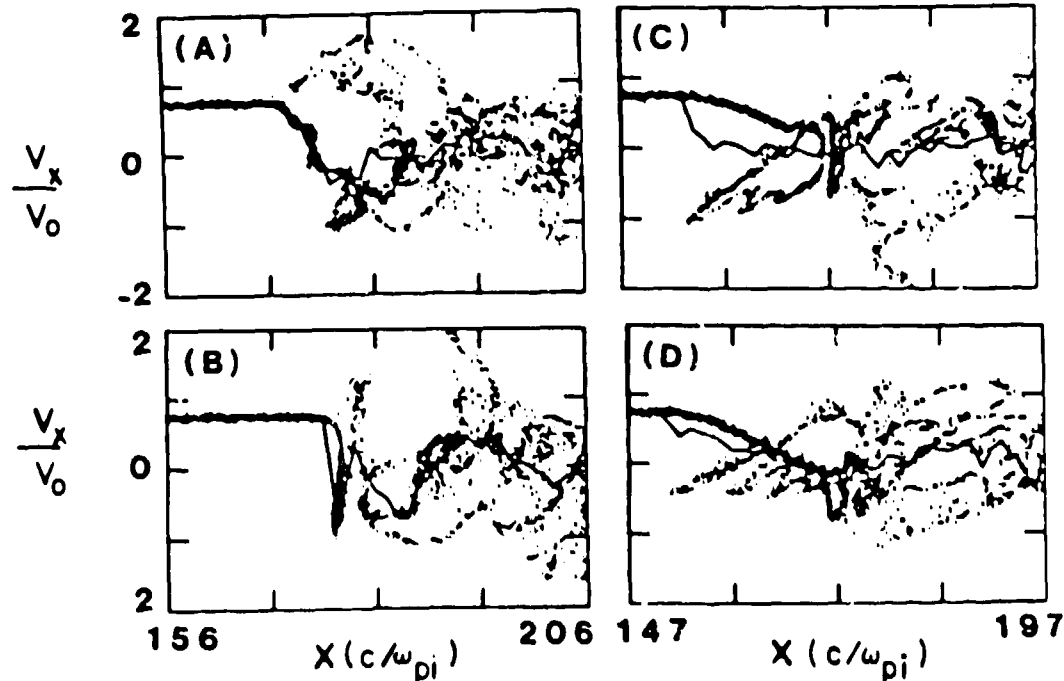 2
(A)
(C)
V_x
V_0
0
-2
2
(B)
(D)
V_x
V_0
0
2
156
206
147
197
X (c/ω_pi)
X (c/ω_pi)